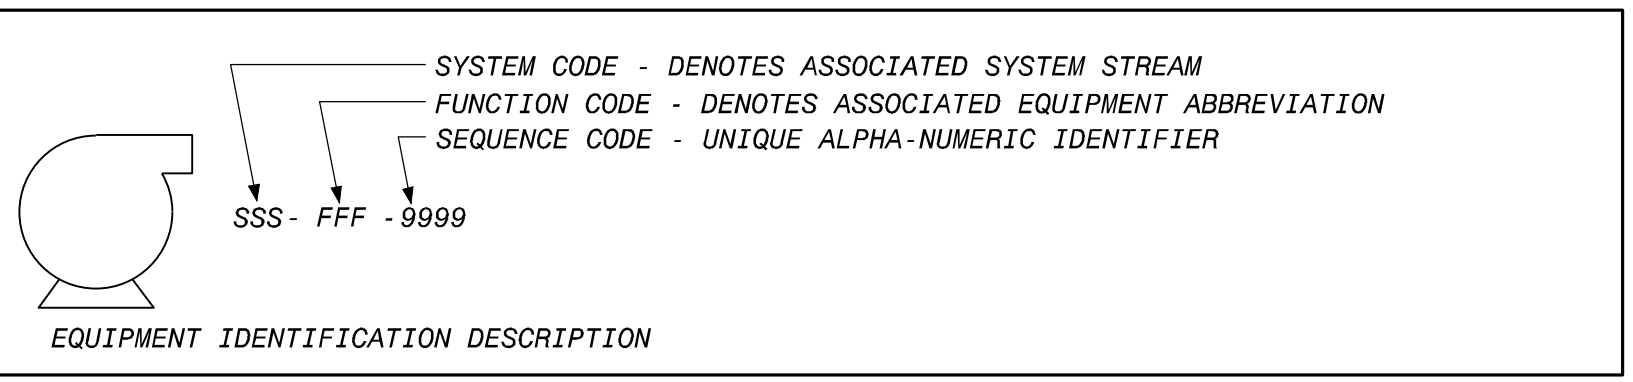 SYSTEM CODE - DENOTES ASSOCIATED SYSTEM STREAM
FUNCTION CODE - DENOTES ASSOCIATED EQUIPMENT ABBREVIATION
SEQUENCE CODE - UNIQUE ALPHA-NUMERIC IDENTIFIER
SSS- FFF -9999
EQUIPMENT IDENTIFICATION DESCRIPTION